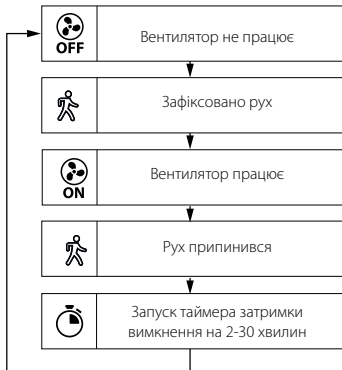 OFF
Вентилятор не працює
Зафіксовано рух
ON
Вентилятор працює
Рух припинився
Запуск таймера затримки
вимкнення на 2-30 хвилин